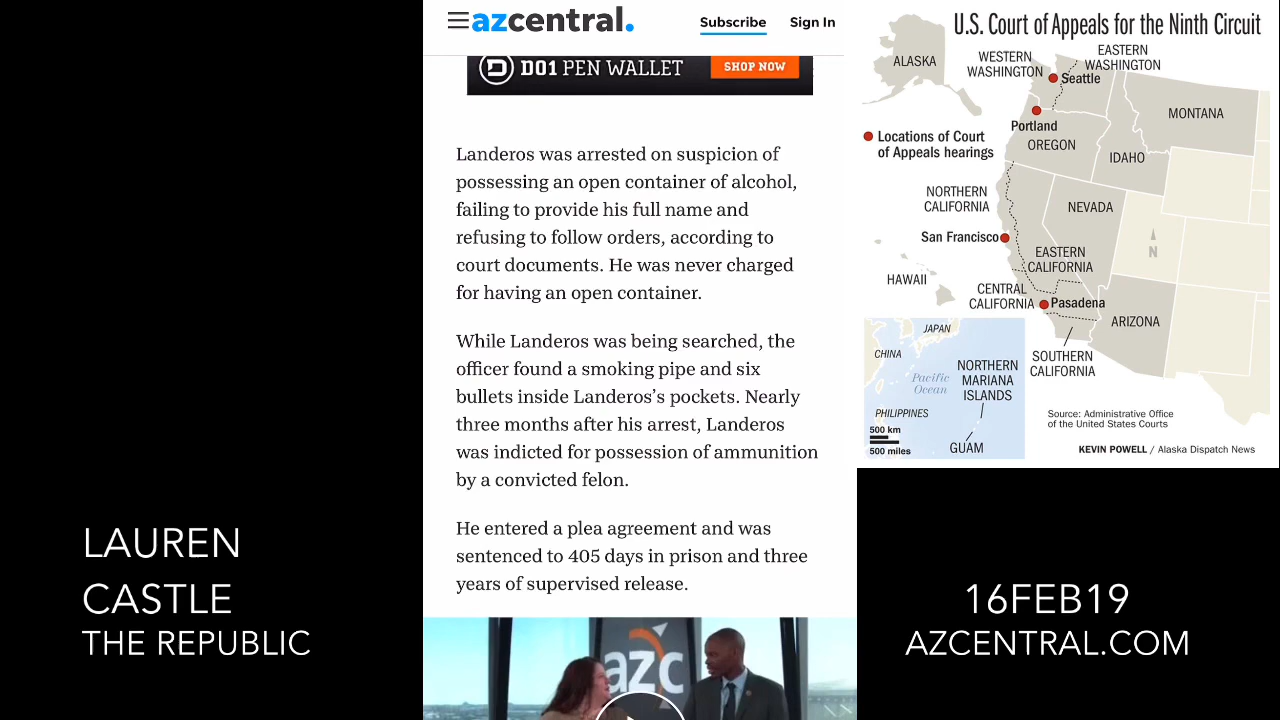 azcentral.
Subscribe
Sign In
D01 PEN WALLET
SHOP NOW
Landeros was arrested on suspicion of
possessing an open container of alcohol,
failing to provide his full name and
refusing to follow orders, according to
court documents. He was never charged
for having an open container.
While Landeros was being searched, the
officer found a smoking pipe and six
bullets inside Landeros's pockets. Nearly
three months after his arrest, Landeros
was indicted for possession of ammunition
by a convicted felon.
He entered a plea agreement and was
sentenced to 405 days in prison and three
years of supervised release.
azc
LAUREN
CASTLE
THE REPUBLIC
U.S. Court of Appeals for the Ninth Circuit
ALASKA
WESTERN
WASHINGTON
EASTERN
WASHINGTON
Seattle
MONTANA
Portland
OREGON
IDAHO
Locations of Court
of Appeals hearings
NORTHERN
CALIFORNIA
NEVADA
San Francisco
N
EASTERN
CALIFORNIA
HAWAII
CENTRAL
CALIFORNIA
Pasadena
ARIZONA
SOUTHERN
CALIFORNIA
JAPAN
CHINA
NORTHERN
MARIANA
ISLANDS
Pacific
Ocean
PHILIPPINES
500 km
500 miles
GUAM
Source: Administrative Office
of the United States Courts
KEVIN POWELL / Alaska Dispatch News
16FEB19
AZCENTRAL.COM